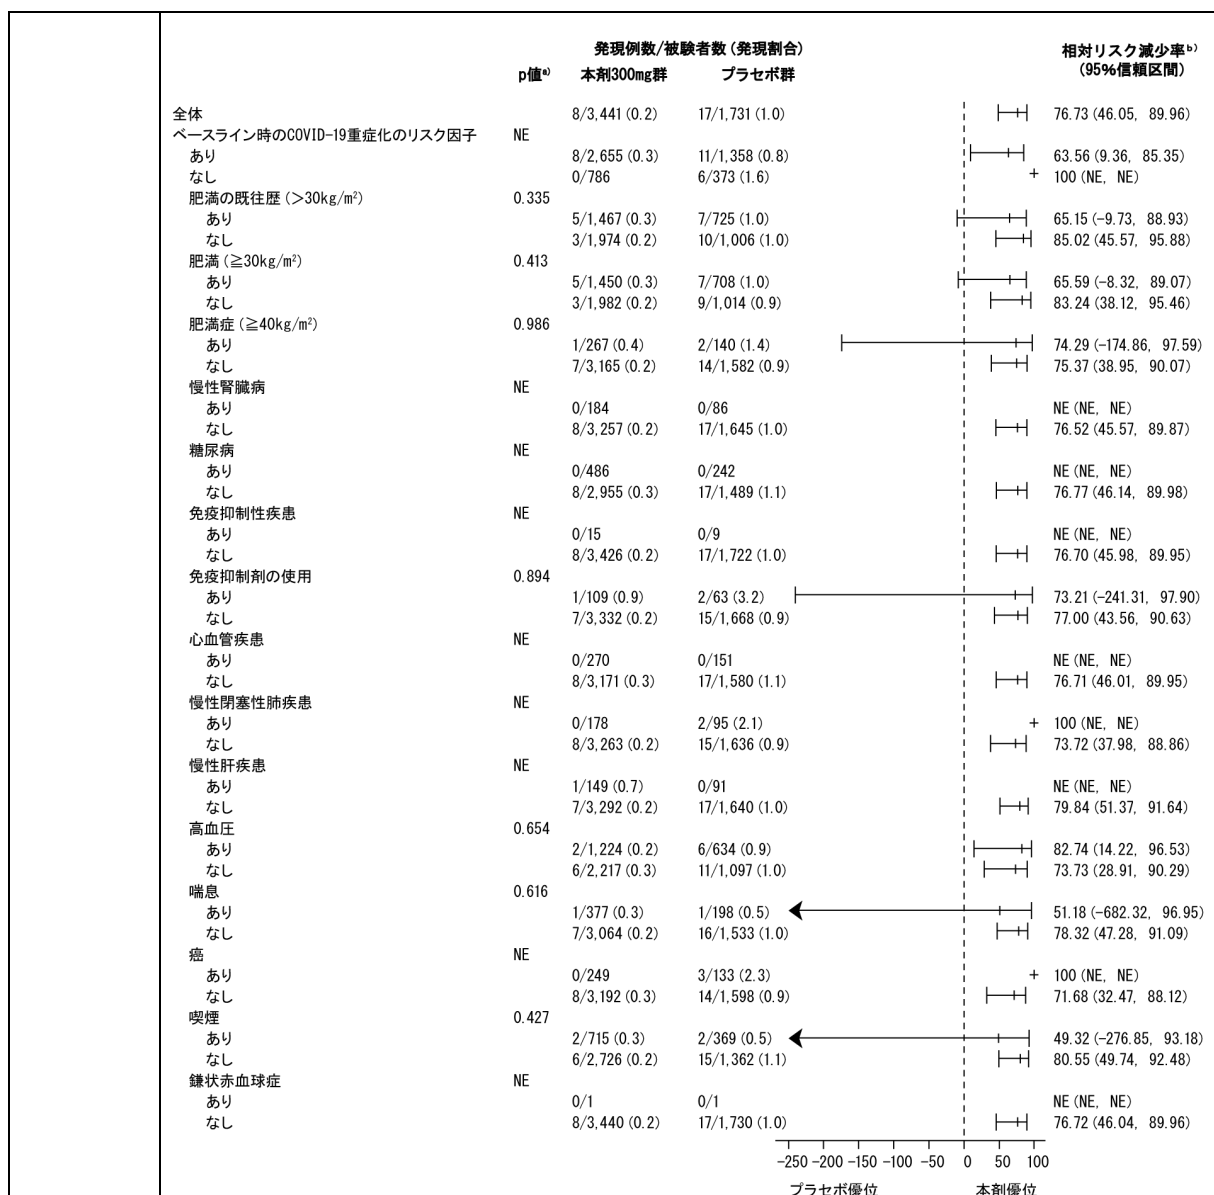 発現例数/被験者数 (発現割合)
相対リスク減少率b)
p値a) 本剤300mg群 プラセボ群 (95%信頼区間)
全体 8/3,441 (0.2) 17/1,731 (1.0) 76.73 (46.05, 89.96)
ベースライン時のCOVID-19重症化のリスク因子 NE
あり 8/2,655 (0.3) 11/1,358 (0.8) 63.56 (9.36, 85.35)
なし 0/786 6/373 (1.6) 100 (NE, NE)
肥満の既往歴 (>30kg/m²) 0.335
あり 5/1,467 (0.3) 7/725 (1.0) 65.15 (-9.73, 88.93)
なし 3/1,974 (0.2) 10/1,006 (1.0) 85.02 (45.57, 95.88)
肥満 (≧30kg/m²) 0.413
あり 5/1,450 (0.3) 7/708 (1.0) 65.59 (-8.32, 89.07)
なし 3/1,982 (0.2) 9/1,014 (0.9) 83.24 (38.12, 95.46)
肥満症 (≧40kg/m²) 0.986
あり 1/267 (0.4) 2/140 (1.4) 74.29 (-174.86, 97.59)
なし 7/3,165 (0.2) 14/1,582 (0.9) 75.37 (38.95, 90.07)
慢性腎臓病 NE
あり 0/184 0/86 NE (NE, NE)
なし 8/3,257 (0.2) 17/1,645 (1.0) 76.52 (45.57, 89.87)
糖尿病 NE
あり 0/486 0/242 NE (NE, NE)
なし 8/2,955 (0.3) 17/1,489 (1.1) 76.77 (46.14, 89.98)
免疫抑制性疾患 NE
あり 0/15 0/9 NE (NE, NE)
なし 8/3,426 (0.2) 17/1,722 (1.0) 76.70 (45.98, 89.95)
免疫抑制剤の使用 0.894
あり 1/109 (0.9) 2/63 (3.2) 73.21 (-241.31, 97.90)
なし 7/3,332 (0.2) 15/1,668 (0.9) 77.00 (43.56, 90.63)
心血管疾患 NE
あり 0/270 0/151 NE (NE, NE)
なし 8/3,171 (0.3) 17/1,580 (1.1) 76.71 (46.01, 89.95)
慢性閉塞性肺疾患 NE
あり 0/178 2/95 (2.1) 100 (NE, NE)
なし 8/3,263 (0.2) 15/1,636 (0.9) 73.72 (37.98, 88.86)
慢性肝疾患 NE
あり 1/149 (0.7) 0/91 NE (NE, NE)
なし 7/3,292 (0.2) 17/1,640 (1.0) 79.84 (51.37, 91.64)
高血圧 0.654
あり 2/1,224 (0.2) 6/634 (0.9) 82.74 (14.22, 96.53)
なし 6/2,217 (0.3) 11/1,097 (1.0) 73.73 (28.91, 90.29)
喘息 0.616
あり 1/377 (0.3) 1/198 (0.5) 51.18 (-682.32, 96.95)
なし 7/3,064 (0.2) 16/1,533 (1.0) 78.32 (47.28, 91.09)
癌 NE
あり 0/249 3/133 (2.3) 100 (NE, NE)
なし 8/3,192 (0.3) 14/1,598 (0.9) 71.68 (32.47, 88.12)
喫煙 0.427
あり 2/715 (0.3) 2/369 (0.5) 49.32 (-276.85, 93.18)
なし 6/2,726 (0.2) 15/1,362 (1.1) 80.55 (49.74, 92.48)
鎌状赤血球症 NE
あり 0/1 0/1 NE (NE, NE)
なし 8/3,440 (0.2) 17/1,730 (1.0) 76.72 (46.04, 89.96)
-250 -200 -150 -100 -50 0 50 100
プラセボ優位 本剤優位